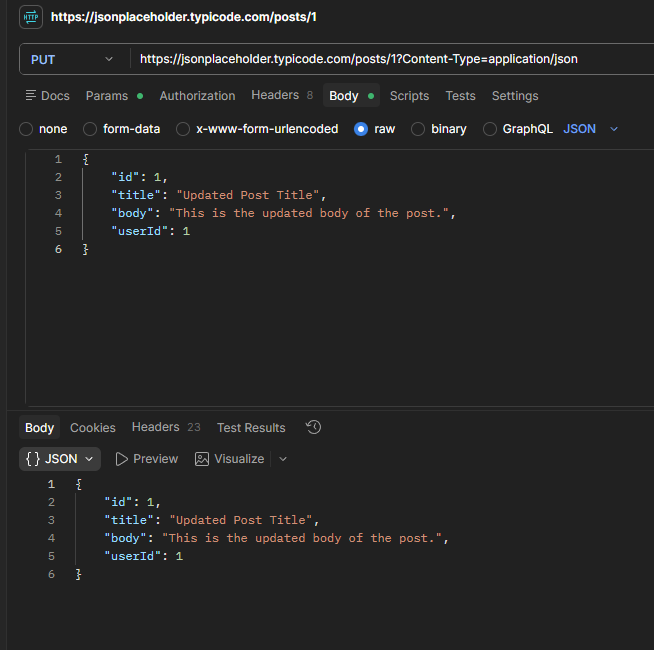 HTTP https://jsonplaceholder.typicode.com/posts/1
PUT https://jsonplaceholder.typicode.com/posts/1?Content-Type=application/json
Docs Params Authorization Headers 8 Body Scripts Tests Settings
none form-data x-www-form-urlencoded raw binary GraphQL JSON
1 {
2 "id": 1,
3 "title": "Updated Post Title",
4 "body": "This is the updated body of the post.",
5 "userId": 1
6 }
Body Cookies Headers 23 Test Results
{} JSON Preview Visualize
1 {
2 "id": 1,
3 "title": "Updated Post Title",
4 "body": "This is the updated body of the post.",
5 "userId": 1
6 }